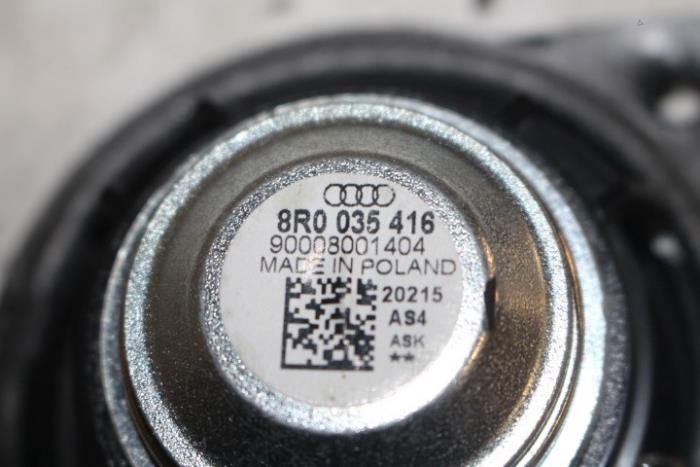 8R0 035 416
90008001404
MADE IN POLAND
20215
AS4
ASK
**